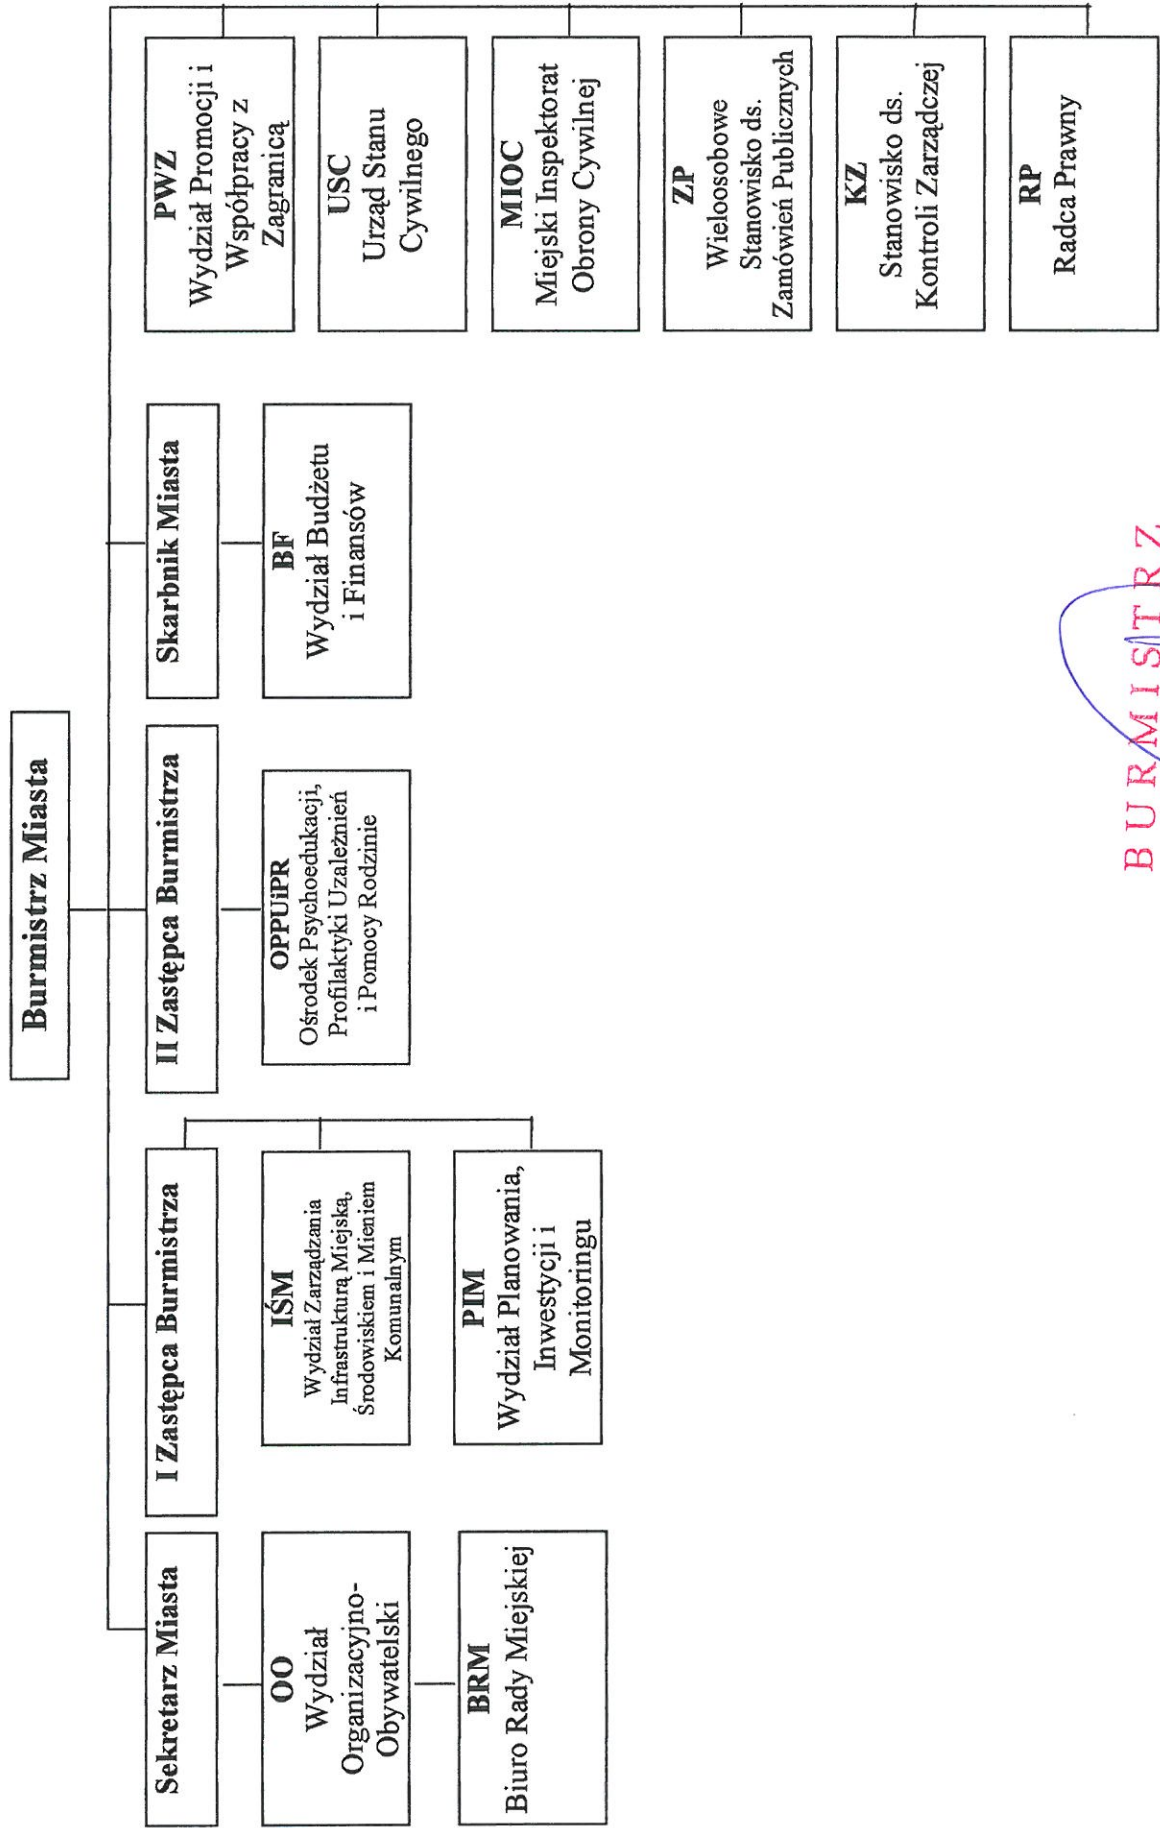 Burmistrz Miasta
Sekretarz Miasta
OO
Wydział
Organizacyjno-
Obywatelski
BRM
Biuro Rady Miejskiej
I Zastępca Burmistrza
IŚM
Wydział Zarządzania
Infrastrukturą Miejską,
Środowiskiem i Mieniem
Komunalnym
PIM
Wydział Planowania,
Inwestycji i
Monitoringu
II Zastępca Burmistrza
OPPUiPR
Ośrodek Psychoedukacji,
Profilaktyki Uzależnień
i Pomocy Rodzinie
Skarbnik Miasta
BF
Wydział Budżetu
i Finansów
PWZ
Wydział Promocji i
Współpracy z
Zagranicą
USC
Urząd Stanu
Cywilnego
MIOC
Miejski Inspektorat
Obrony Cywilnej
ZP
Wieloosobowe
Stanowisko ds.
Zamówień Publicznych
KZ
Stanowisko ds.
Kontroli Zarządczej
RP
Radca Prawny
BURMISTRZ